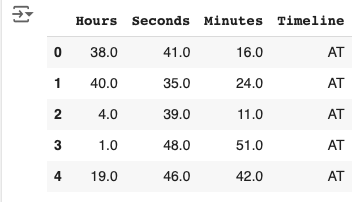 Hours Seconds Minutes Timeline
0 38.0 41.0 16.0 AT
1 40.0 35.0 24.0 AT
2 4.0 39.0 11.0 AT
3 1.0 48.0 51.0 AT
4 19.0 46.0 42.0 AT